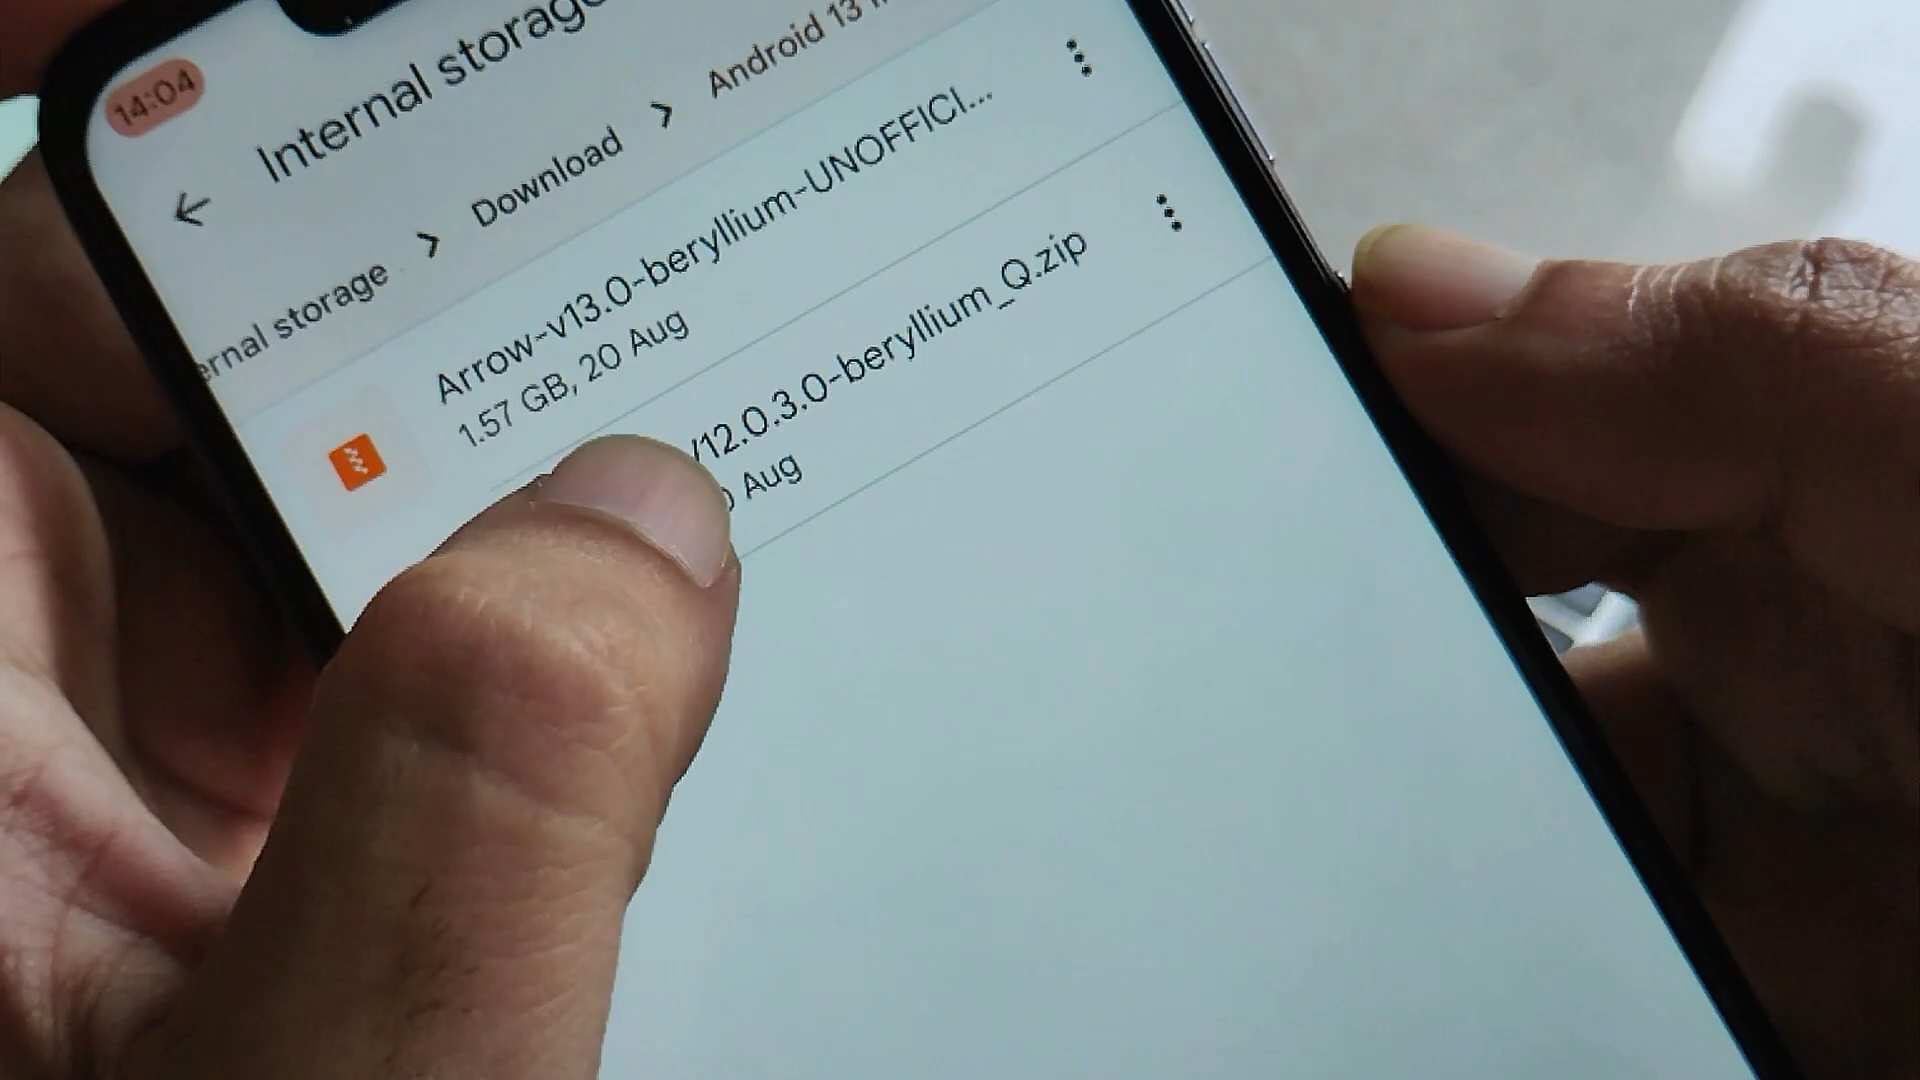 14:04
Internal storage
ernal storage > Download > Android 13
Arrow-v13.0-beryllium-UNOFFICI...
1.57 GB, 20 Aug
12.0.3.0-beryllium_Q.zip
Aug